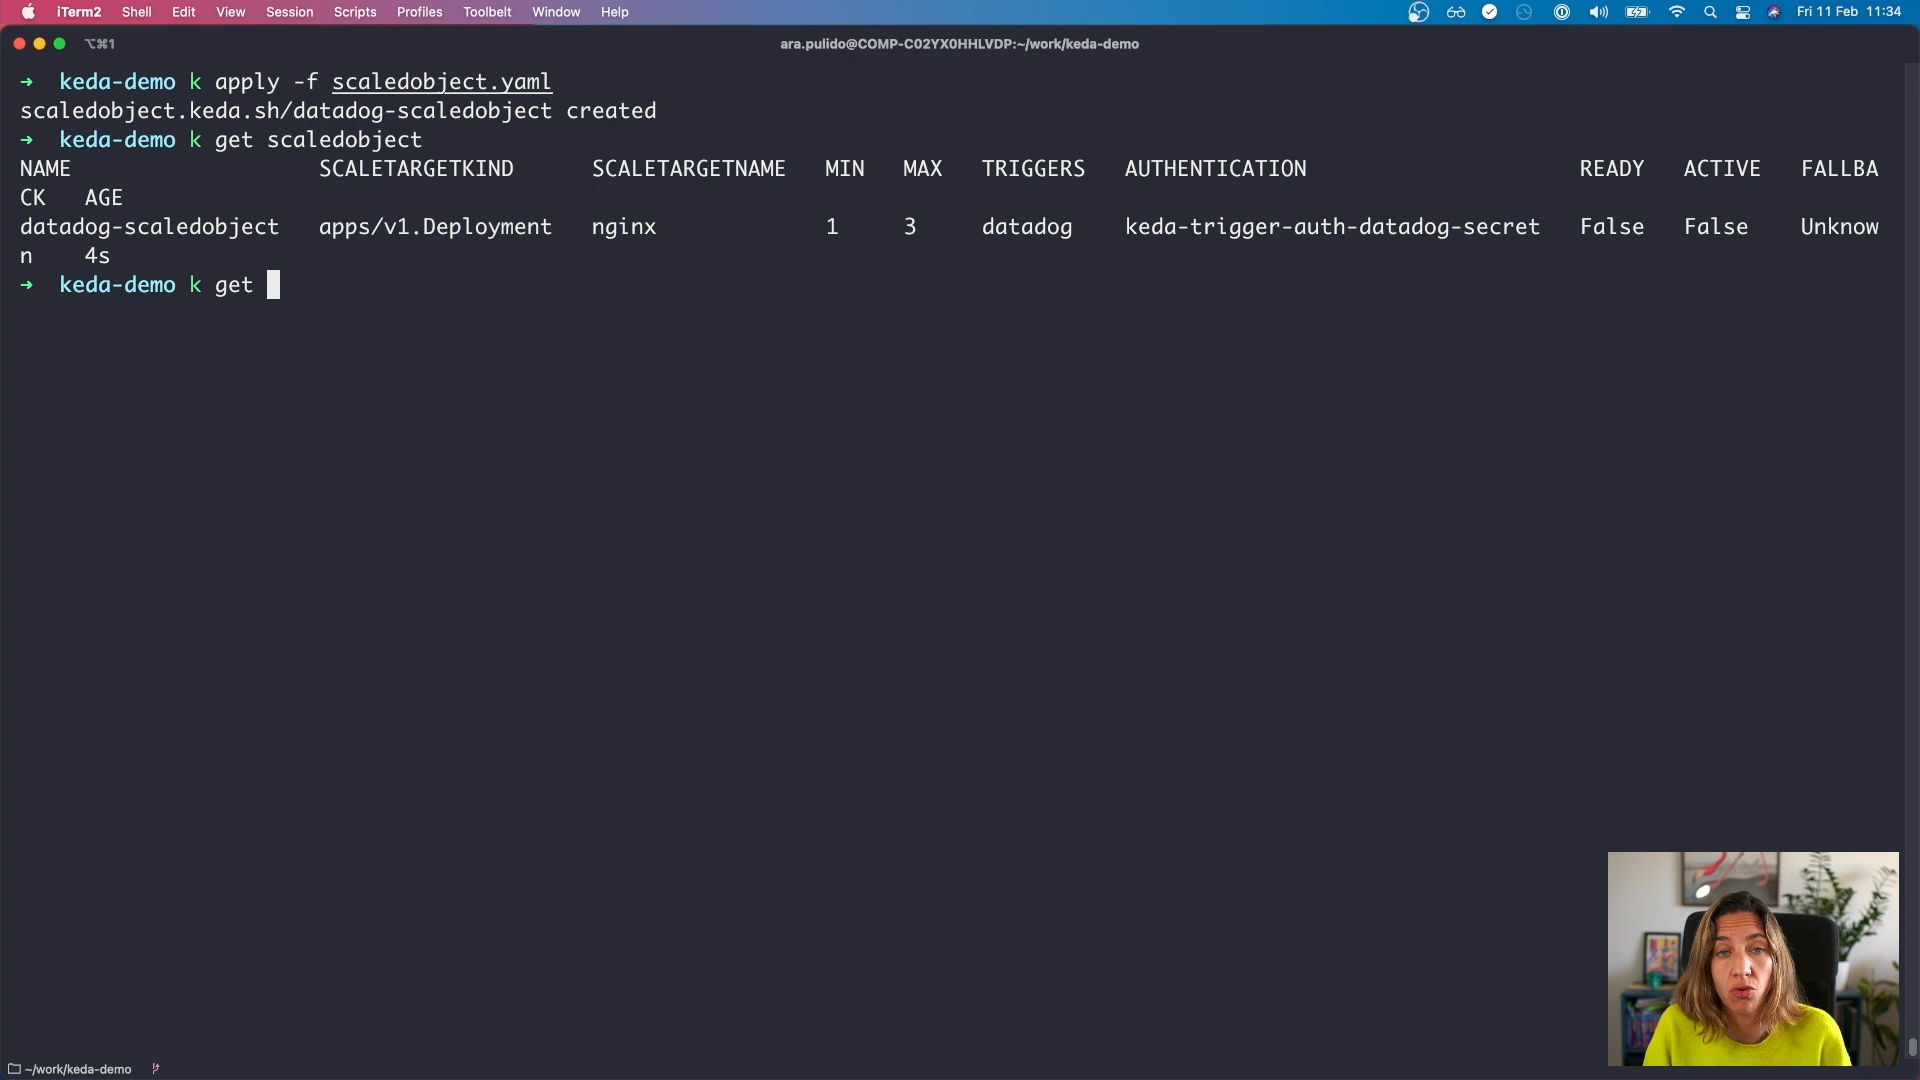 iTerm2 Shell Edit View Session Scripts Profiles Toolbelt Window Help Fri 11 Feb 11:34
⌥⌘1 ara.pulido@COMP-C02YX0HHLVDP:~/work/keda-demo
→ keda-demo k apply -f scaledobject.yaml
scaledobject.keda.sh/datadog-scaledobject created
→ keda-demo k get scaledobject
NAME SCALETARGETKIND SCALETARGETNAME MIN MAX TRIGGERS AUTHENTICATION READY ACTIVE FALLBA
CK AGE
datadog-scaledobject apps/v1.Deployment nginx 1 3 datadog keda-trigger-auth-datadog-secret False False Unknow
n 4s
→ keda-demo k get
~/work/keda-demo